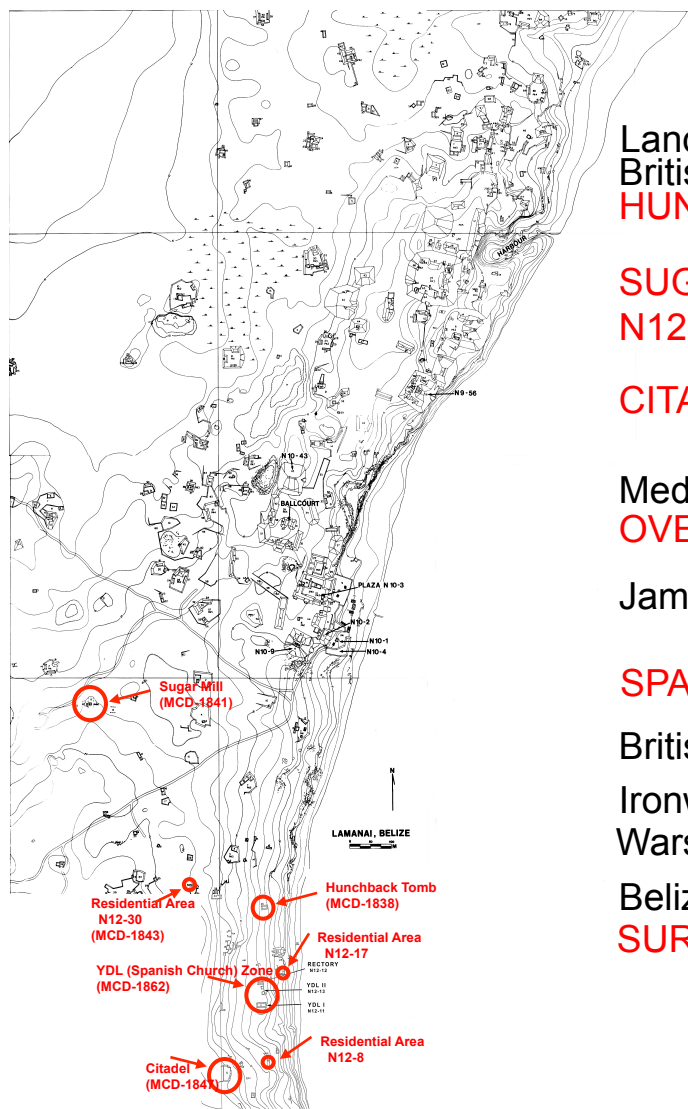 HARBOUR
N9-56
N10-43
BALLCOURT
PLAZA N10-3
N10-2
N10-1
N10-9
N10-4
Sugar Mill
(MCD-1841)
N
LAMANAI, BELIZE
M
Residential Area
N12-30
(MCD-1843)
Hunchback Tomb
(MCD-1838)
Residential Area
N12-17
RECTORY
N12-12
YDL (Spanish Church) Zone
(MCD-1862)
YDL II
N12-13
YDL I
N12-11
Residential Area
N12-8
Citadel
(MCD-1847)
Land
Britis
HUN
SUG
N12
CITA
Med
OVE
Jam
SPA
Britis
Ironw
Wars
Beliz
SUR